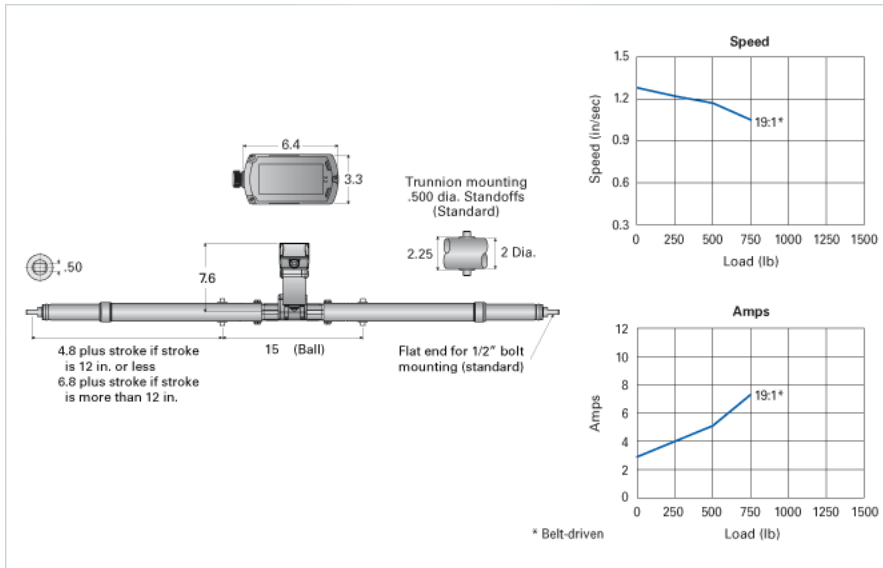 6.4
3.3
Trunnion mounting
.500 dia. Standoffs
(Standard)
2.25
2 Dia.
.50
7.6
4.8 plus stroke if stroke
is 12 in. or less
6.8 plus stroke if stroke
is more than 12 in.
15 (Ball)
Flat end for 1/2" bolt
mounting (standard)
Speed
1.5
1.2
0.9
0.6
0.3
Speed (in/sec)
19:1*
0 250 500 750 1000 1250 1500
Load (lb)
Amps
12
10
8
6
4
2
0
Amps
19:1*
0 250 500 750 1000 1250 1500
Load (lb)
* Belt-driven